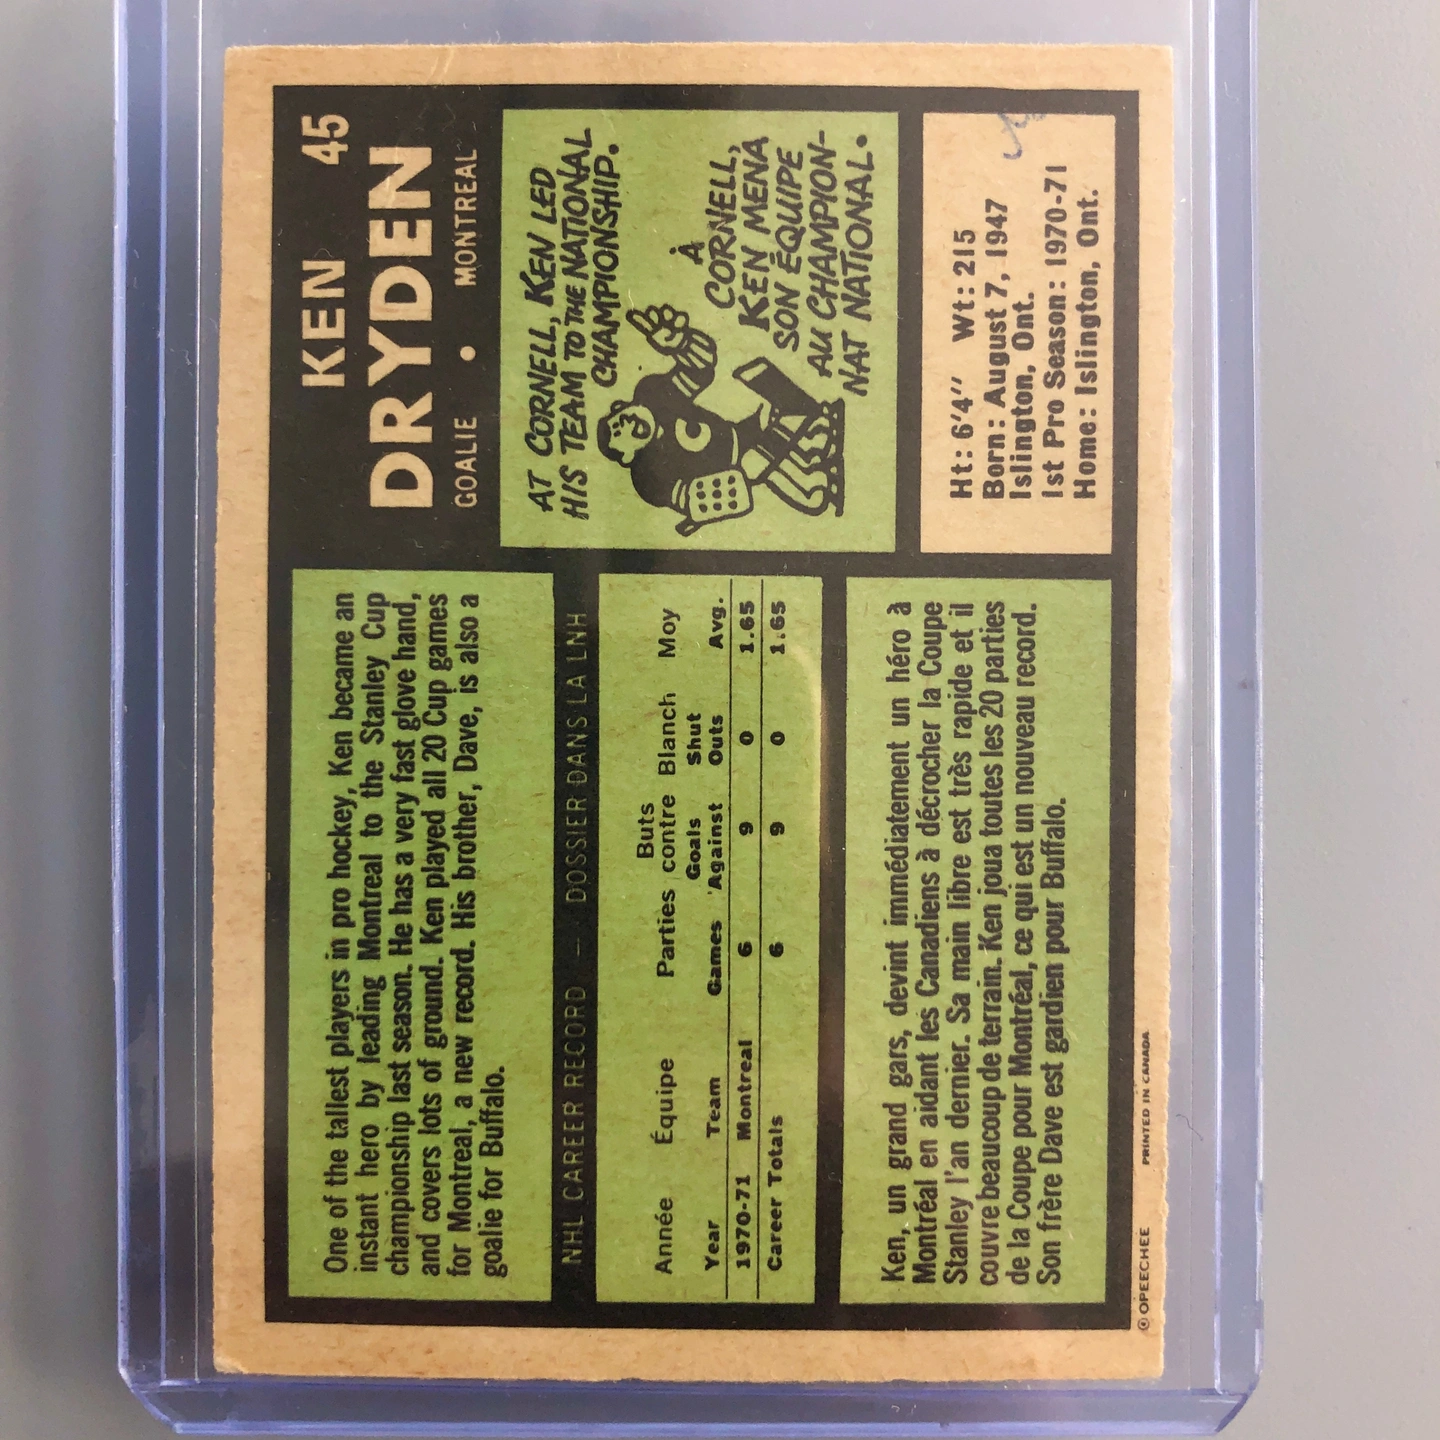 KEN 45
DRYDEN
GOALIE • MONTREAL
One of the tallest players in pro hockey, Ken became an
instant hero by leading Montreal to the Stanley Cup
championship last season. He has a very fast glove hand,
and covers lots of ground. Ken played all 20 Cup games
for Montreal, a new record. His brother, Dave, is also a
goalie for Buffalo.
AT CORNELL, KEN LED
HIS TEAM TO THE NATIONAL
CHAMPIONSHIP.
À
CORNELL,
KEN MENA
SON ÉQUIPE
AU CHAMPION-
NAT NATIONAL.
C
NHL CAREER RECORD — DOSSIER DANS LA LNH
Année Équipe Parties Buts contre Blanch Moy
Year Team Games Goals Against Shut Outs Avg.
1970-71 Montreal 6 9 0 1.65
Career Totals 6 9 0 1.65
Ht: 6'4" Wt: 215
Born: August 7, 1947
Islington, Ont.
1st Pro Season: 1970-71
Home: Islington, Ont.
Ken, un grand gars, devint immédiatement un héro à
Montréal en aidant les Canadiens à décrocher la Coupe
Stanley l'an dernier. Sa main libre est très rapide et il
couvre beaucoup de terrain. Ken joua toutes les 20 parties
de la Coupe pour Montréal, ce qui est un nouveau record.
Son frère Dave est gardien pour Buffalo.
© OPEECHEE PRINTED IN CANADA